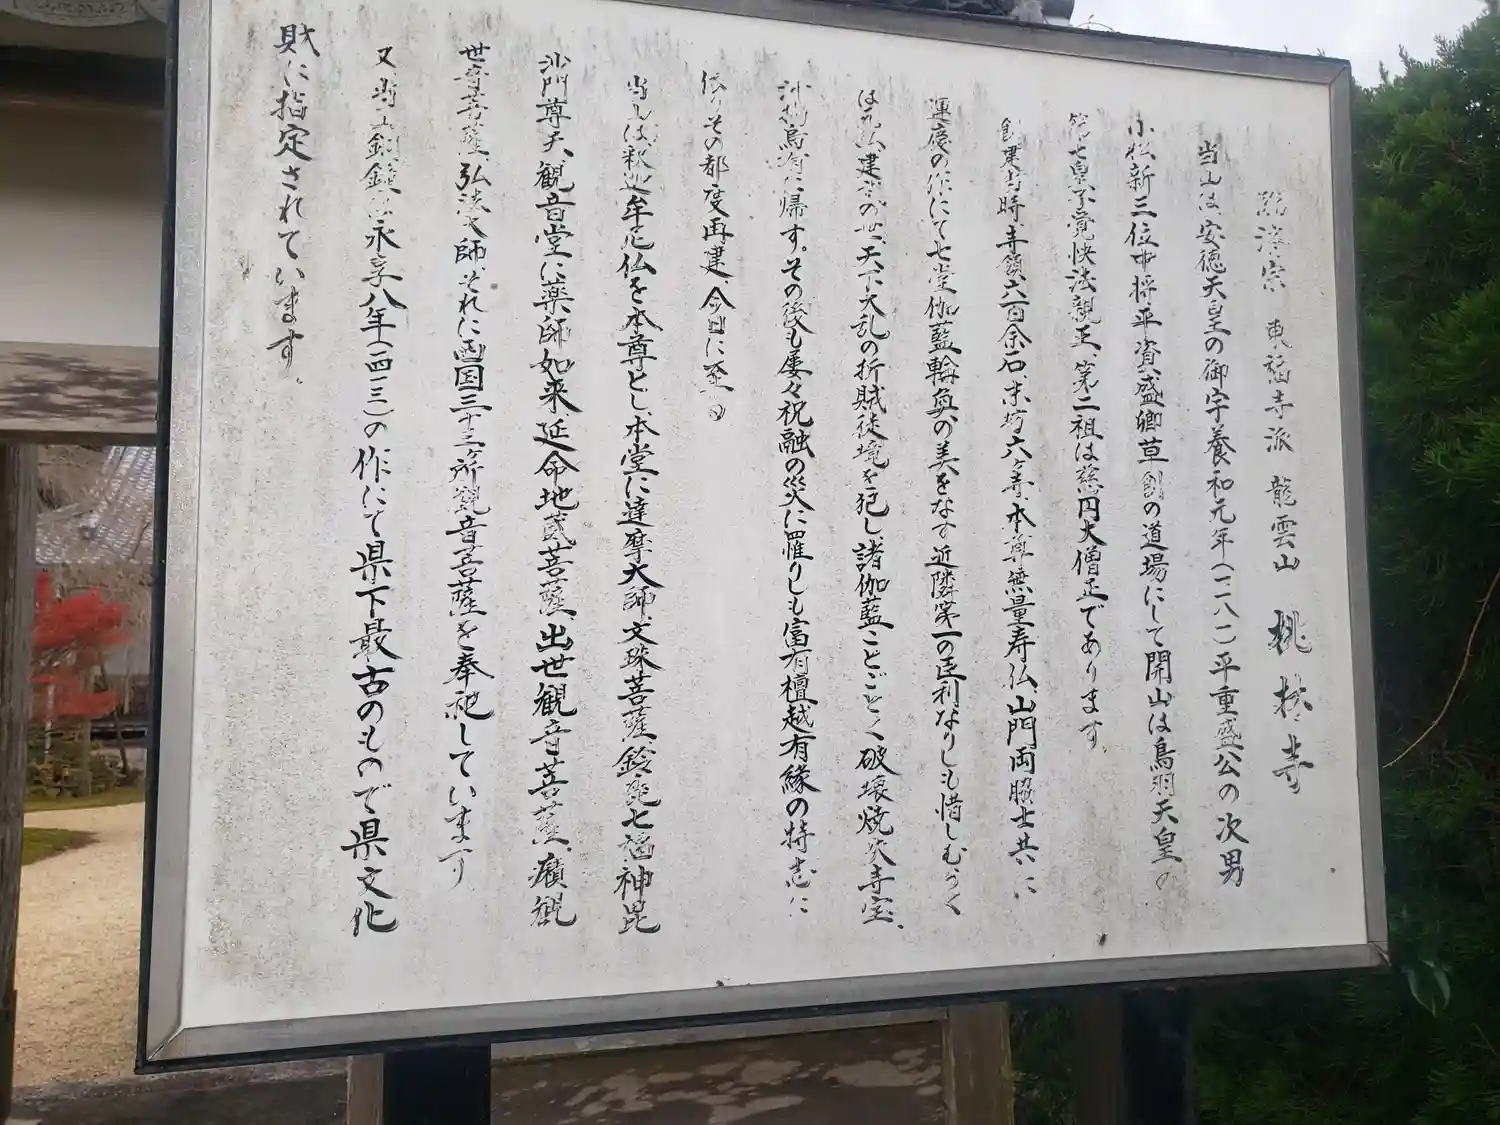 臨済宗 東福寺派 龍雲山 桃林寺
当山は、安徳天皇の御宇養和元年(一一八一)平重盛公の次男
小松新三位中将平資盛卿草創の道場にして開山は鳥羽天皇の
第七皇子覚快法親王、第二祖は慈円大僧正であります。
創建当時、寺領六百余石、末坊六ヶ寺、本尊無量寿仏、山門両脇士共に
運慶の作にて七堂伽藍輪奐の美をなす近隣第一の臣利なりしも惜しむらく
は元弘建武の世、天下大乱の折賊徒境を犯し、諸伽藍ことごとく破壊焼失寺宝、
沙物烏有に帰す。その後も屡々祝融の災に罹りしも富有檀越有縁の特志に
依りその都度再建、今日に至る
当山は釈迦牟尼仏を本尊とし、本堂に達摩大師、文珠菩薩、七福神、毘
沙門尊天、観音堂に薬師如来、延命地蔵菩薩、出世観音菩薩、癪観
世音菩薩、弘法大師、それに西国三十三ヶ所観音菩薩を奉祀しています
又、当山銅鐘は永享八年(一四三)の作にて県下最古のもので県文化
財に指定されています。